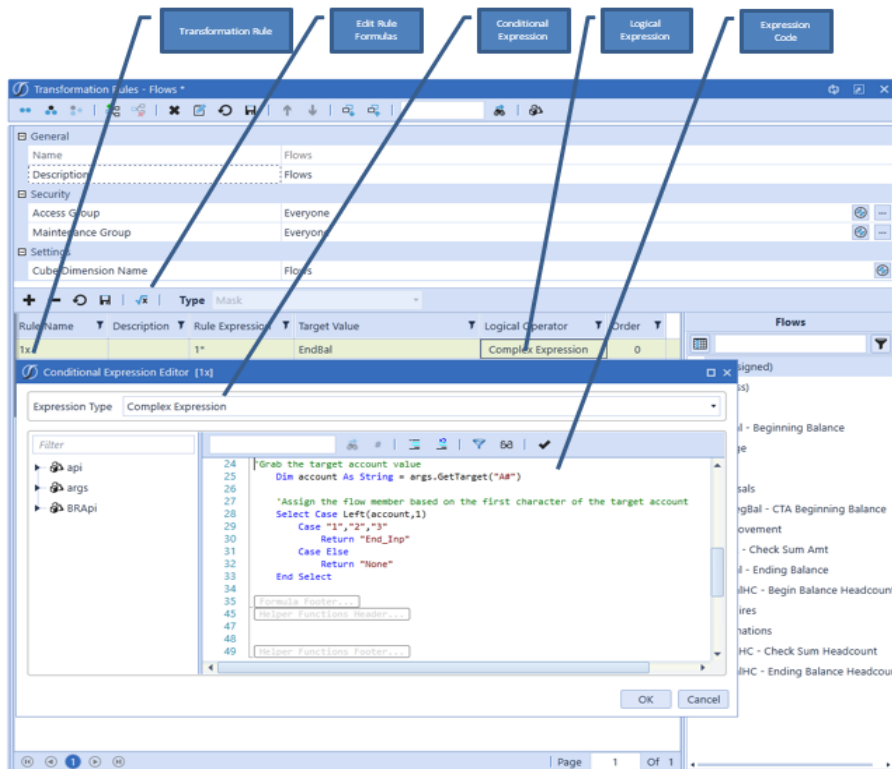 Transformation Rule
Edit Rule
Formulas
Conditional
Expression
Logical
Expression
Expression
Code
Transformation Rules - Flows *
General
Name Flows
Description Flows
Security
Access Group Everyone
Maintenance Group Everyone
Settings
Cube Dimension Name Flows
Type Mask
Rule Name Description Rule Expression Target Value Logical Operator Order
1x 1* EndBal Complex Expression 0
Flows
signed)
s)
l - Beginning Balance
ge
sals
egBal - CTA Beginning Balance
ovement
- Check Sum Amt
l - Ending Balance
alHC - Begin Balance Headcount
ires
nations
HC - Check Sum Headcount
alHC - Ending Balance Headcou
Conditional Expression Editor [1x]
Expression Type Complex Expression
Filter
api
args
BRApi
24 'Grab the target account value
25 Dim account As String = args.GetTarget("A#")
26
27 'Assign the flow member based on the first character of the target account
28 Select Case Left(account,1)
29 Case "1","2","3"
30 Return "End_Inp"
31 Case Else
32 Return "None"
33 End Select
34
35 Formula Footer...
45 Helper Functions Header...
47
48
49 Helper Functions Footer...
OK Cancel
Page 1 Of 1